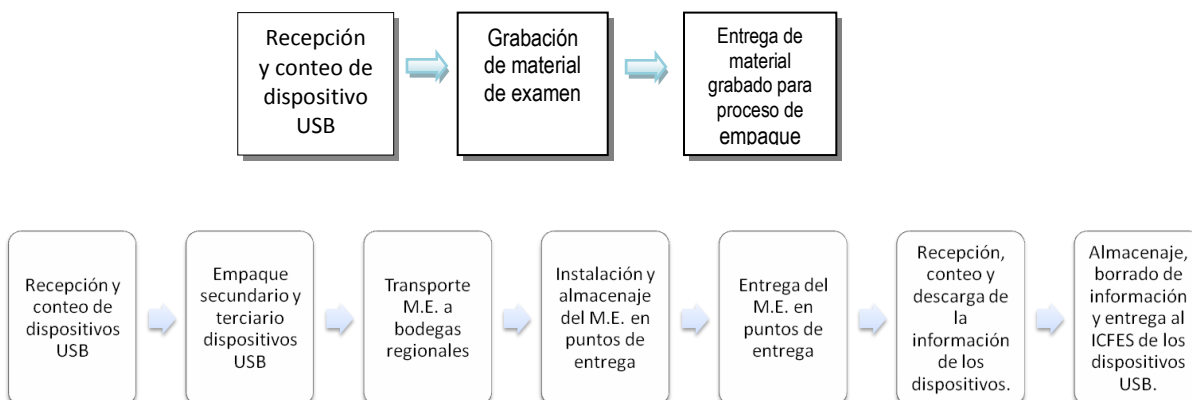 Recepción
y conteo de
dispositivo
USB
Grabación
de material
de examen
Entrega de
material
grabado para
proceso de
empaque
Recepción y
conteo de
dispositivos
USB
Empaque
secundario y
terciario
dispositivos
USB
Transporte
M.E. a
bodegas
regionales
Instalación y
almacenaje
del M.E. en
puntos de
entrega
Entrega del
M.E. en
puntos de
entrega
Recepción,
conteo y
descarga de
la
información
de los
dispositivos.
Almacenaje,
borrado de
información
y entrega al
ICFES de los
dispositivos
USB.